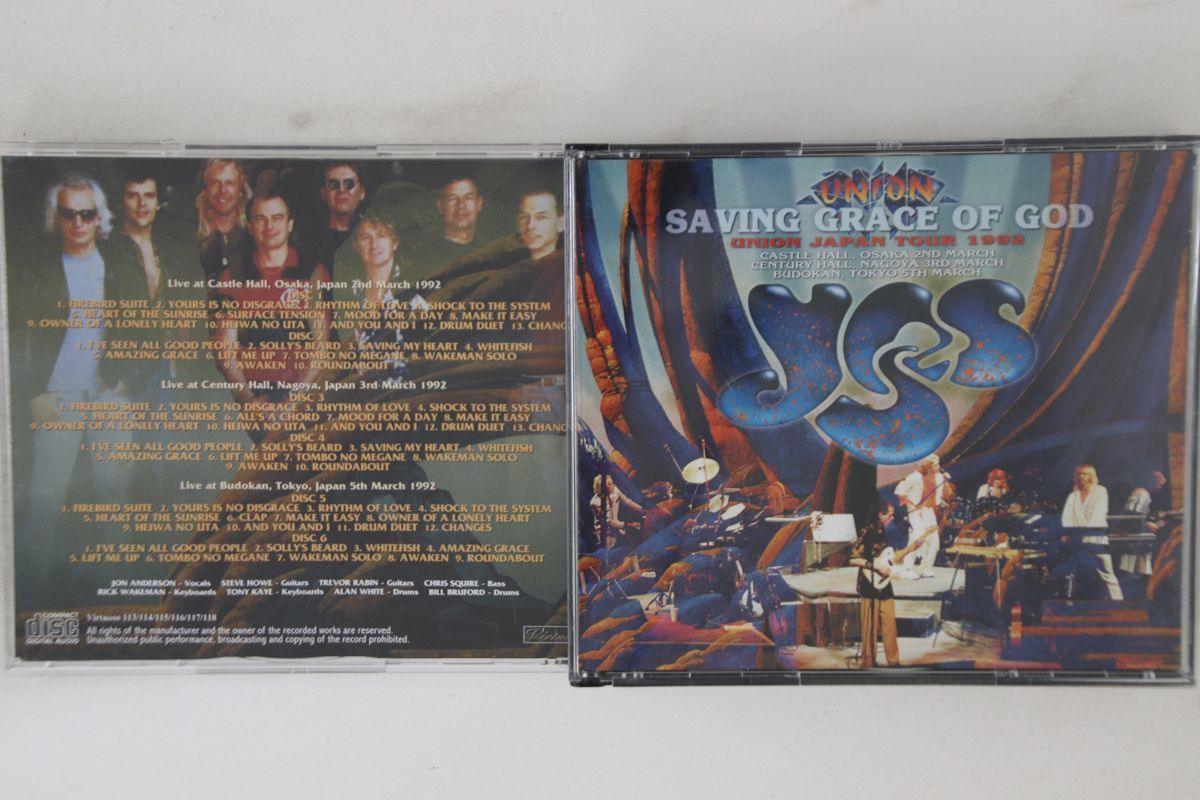 Live at Castle Hall, Osaka, Japan 2nd March 1992
DISC 1
1. FIREBIRD SUITE 2. YOURS IS NO DISGRACE 3. RHYTHM OF LOVE 4. SHOCK TO THE SYSTEM
5. HEART OF THE SUNRISE 6. SURFACE TENSION 7. MOOD FOR A DAY 8. MAKE IT EASY
9. OWNER OF A LONELY HEART 10. HEIWA NO UTA 11. AND YOU AND I 12. DRUM DUET 13. CHANG
DISC 2
1. I'VE SEEN ALL GOOD PEOPLE 2. SOLLY'S BEARD 3. SAVING MY HEART 4. WHITEFISH
5. AMAZING GRACE 6. LIFT ME UP 7. TOMBO NO MEGANE 8. WAKEMAN SOLO
9. AWAKEN 10. ROUNDABOUT
Live at Century Hall, Nagoya, Japan 3rd March 1992
DISC 3
1. FIREBIRD SUITE 2. YOURS IS NO DISGRACE 3. RHYTHM OF LOVE 4. SHOCK TO THE SYSTEM
5. HEART OF THE SUNRISE 6. ALL'S A CHORD 7. MOOD FOR A DAY 8. MAKE IT EASY
9. OWNER OF A LONELY HEART 10. HEIWA NO UTA 11. AND YOU AND I 12. DRUM DUET 13. CHANG
DISC 4
1. I'VE SEEN ALL GOOD PEOPLE 2. SOLLY'S BEARD 3. SAVING MY HEART 4. WHITEFISH
5. AMAZING GRACE 6. LIFT ME UP 7. TOMBO NO MEGANE 8. WAKEMAN SOLO
9. AWAKEN 10. ROUNDABOUT
Live at Budokan, Tokyo, Japan 5th March 1992
DISC 5
1. FIREBIRD SUITE 2. YOURS IS NO DISGRACE 3. RHYTHM OF LOVE 4. SHOCK TO THE SYSTEM
5. HEART OF THE SUNRISE 6. CLAP 7. MAKE IT EASY 8. OWNER OF A LONELY HEART
9. HEIWA NO UTA 10. AND YOU AND I 11. DRUM DUET 12. CHANGES
DISC 6
1. I'VE SEEN ALL GOOD PEOPLE 2. SOLLY'S BEARD 3. WHITEFISH 4. AMAZING GRACE
5. LIFT ME UP 6. TOMBO NO MEGANE 7. WAKEMAN SOLO 8. AWAKEN 9. ROUNDABOUT
JON ANDERSON - Vocals STEVE HOWE - Guitars TREVOR RABIN - Guitars CHRIS SQUIRE - Bass
RICK WAKEMAN - Keyboards TONY KAYE - Keyboards ALAN WHITE - Drums BILL BRUFORD - Drums
COMPACT
disc
DIGITAL AUDIO
Virtuoso 113/114/115/116/117/118
All rights of the manufacturer and the owner of the recorded works are reserved.
Unauthorized public performance, broadcasting and copying of the record prohibited.
Virtu
UNION
SAVING GRACE OF GOD
UNION JAPAN TOUR 1992
CASTLE HALL, OSAKA 2ND MARCH
CENTURY HALL, NAGOYA 3RD MARCH
BUDOKAN, TOKYO 5TH MARCH
YES